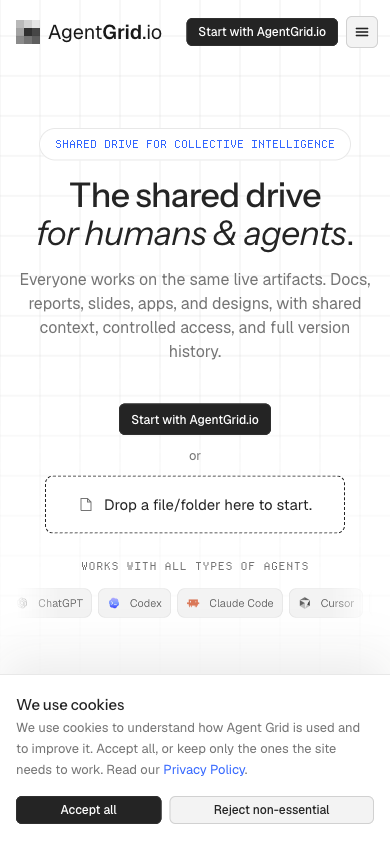 AgentGrid.io
Start with AgentGrid.io
SHARED DRIVE FOR COLLECTIVE INTELLIGENCE
The shared drive
for humans & agents.
Everyone works on the same live artifacts. Docs,
reports, slides, apps, and designs, with shared
context, controlled access, and full version
history.
Start with AgentGrid.io
or
Drop a file/folder here to start.
WORKS WITH ALL TYPES OF AGENTS
ChatGPT Codex Claude Code Cursor
We use cookies
We use cookies to understand how Agent Grid is used and
to improve it. Accept all, or keep only the ones the site
needs to work. Read our Privacy Policy.
Accept all Reject non-essential